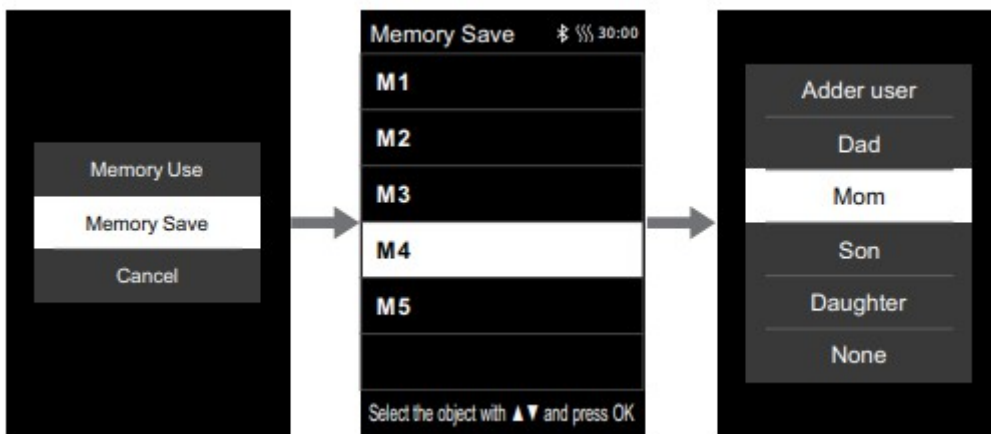 Memory Use
Memory Save
Cancel
Memory Save 30:00
M1
M2
M3
M4
M5
Select the object with ▲▼ and press OK
Adder user
Dad
Mom
Son
Daughter
None